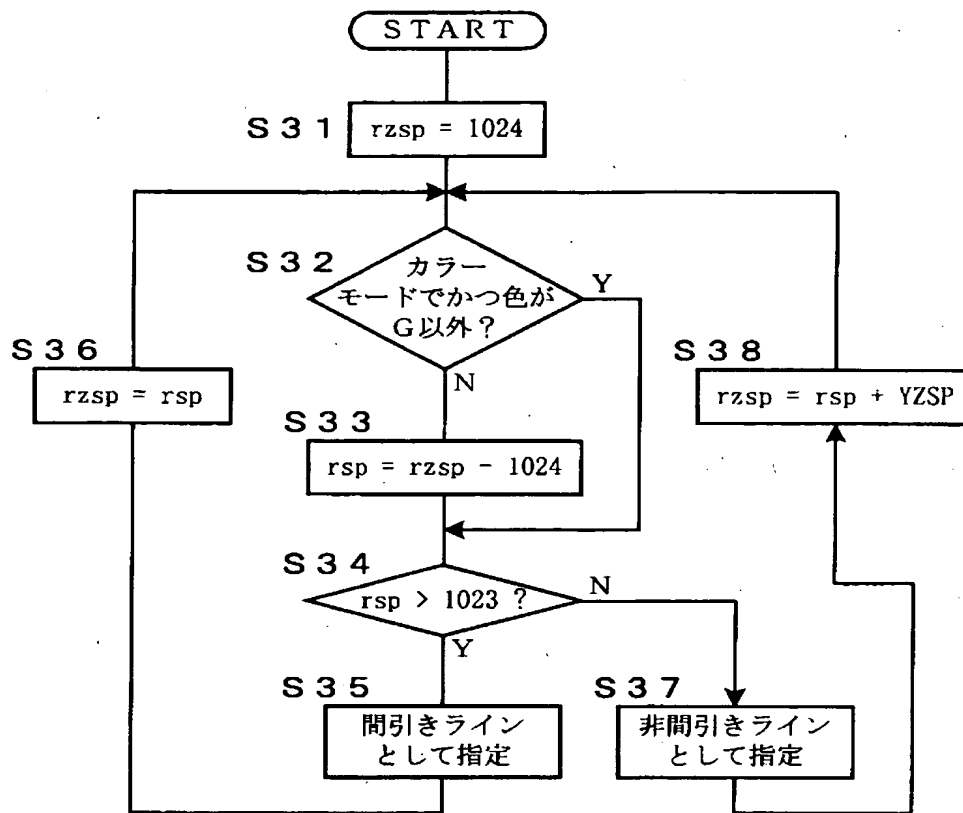 START
S31
rzsp = 1024
S32
カラー
モードでかつ色が
G以外？
Y
N
S36
rzsp = rsp
S38
rzsp = rsp + YZSP
S33
rsp = rzsp - 1024
S34
rsp > 1023 ?
N
Y
S35
間引きライン
として指定
S37
非間引きライン
として指定